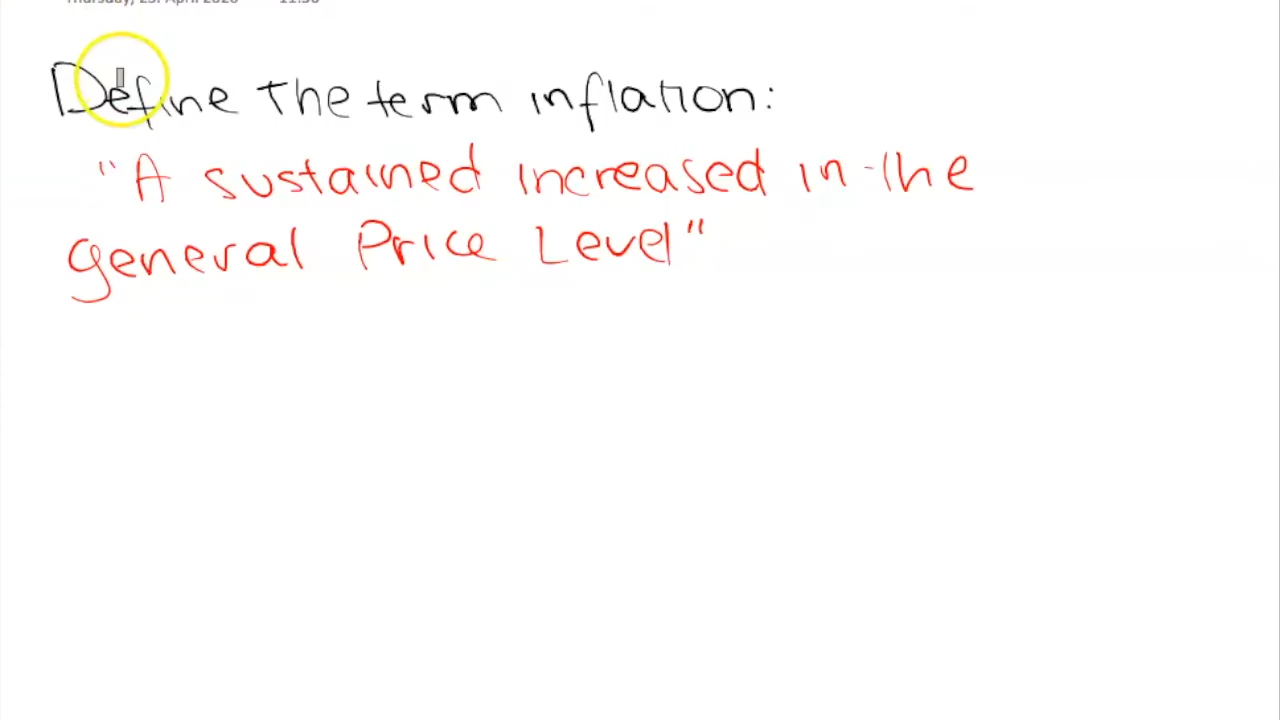 Define The term inflation:
"A sustained increased in the
general Price Level"